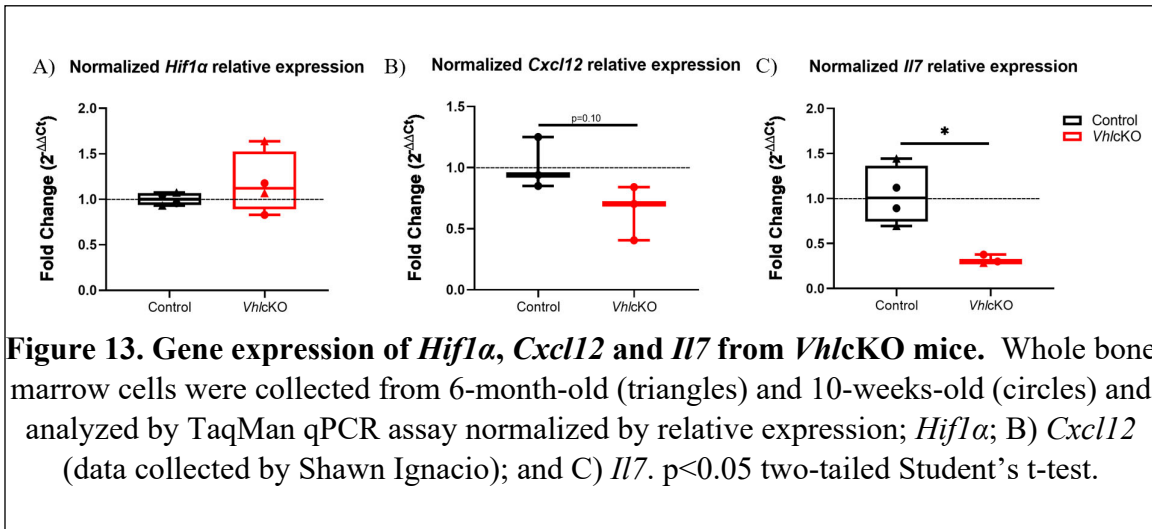 A) Normalized Hif1α relative expression
B) Normalized Cxcl12 relative expression
C) Normalized Il7 relative expression
Fold Change (2-ΔΔCt)
2.0
1.5
1.0
0.5
0.0
Control
VhlcKO
Fold Change (2-ΔΔCt)
1.5
1.0
0.5
0.0
p=0.10
Control
VhlcKO
Fold Change (2-ΔΔCt)
2.0
1.5
1.0
0.5
0.0
*
Control
VhlcKO
Control
VhlcKO
Figure 13. Gene expression of Hif1α, Cxcl12 and Il7 from VhlcKO mice. Whole bone
marrow cells were collected from 6-month-old (triangles) and 10-weeks-old (circles) and
analyzed by TaqMan qPCR assay normalized by relative expression; Hif1α; B) Cxcl12
(data collected by Shawn Ignacio); and C) Il7. p<0.05 two-tailed Student’s t-test.